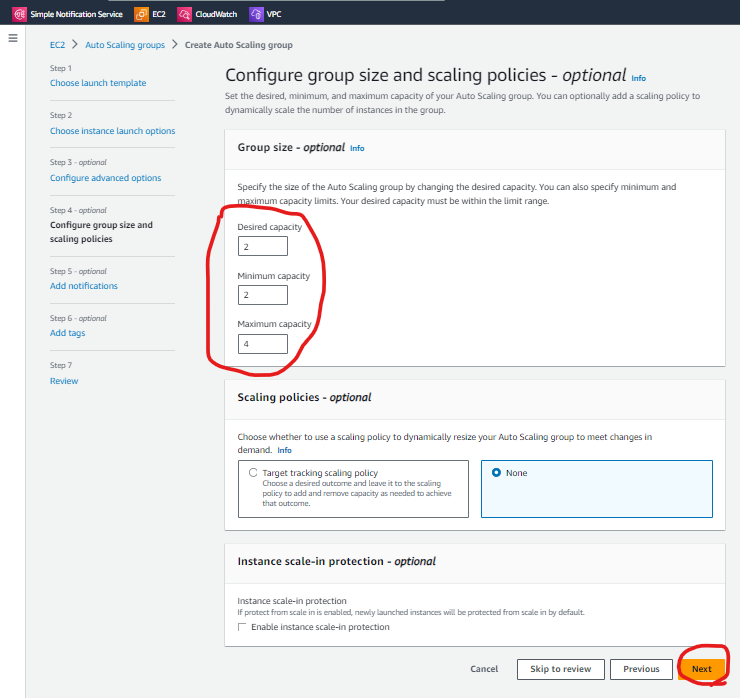 Simple Notification Service EC2 CloudWatch VPC
EC2 > Auto Scaling groups > Create Auto Scaling group
Step 1
Choose launch template
Step 2
Choose instance launch options
Step 3 - optional
Configure advanced options
Step 4 - optional
Configure group size and
scaling policies
Step 5 - optional
Add notifications
Step 6 - optional
Add tags
Step 7
Review
Configure group size and scaling policies - optional Info
Set the desired, minimum, and maximum capacity of your Auto Scaling group. You can optionally add a scaling policy to
dynamically scale the number of instances in the group.
Group size - optional Info
Specify the size of the Auto Scaling group by changing the desired capacity. You can also specify minimum and
maximum capacity limits. Your desired capacity must be within the limit range.
Desired capacity
2
Minimum capacity
2
Maximum capacity
4
Scaling policies - optional
Choose whether to use a scaling policy to dynamically resize your Auto Scaling group to meet changes in
demand. Info
Target tracking scaling policy
Choose a desired outcome and leave it to the scaling
policy to add and remove capacity as needed to achieve
that outcome.
None
Instance scale-in protection - optional
Instance scale-in protection
If protect from scale in is enabled, newly launched instances will be protected from scale in by default.
Enable instance scale-in protection
Cancel Skip to review Previous Next